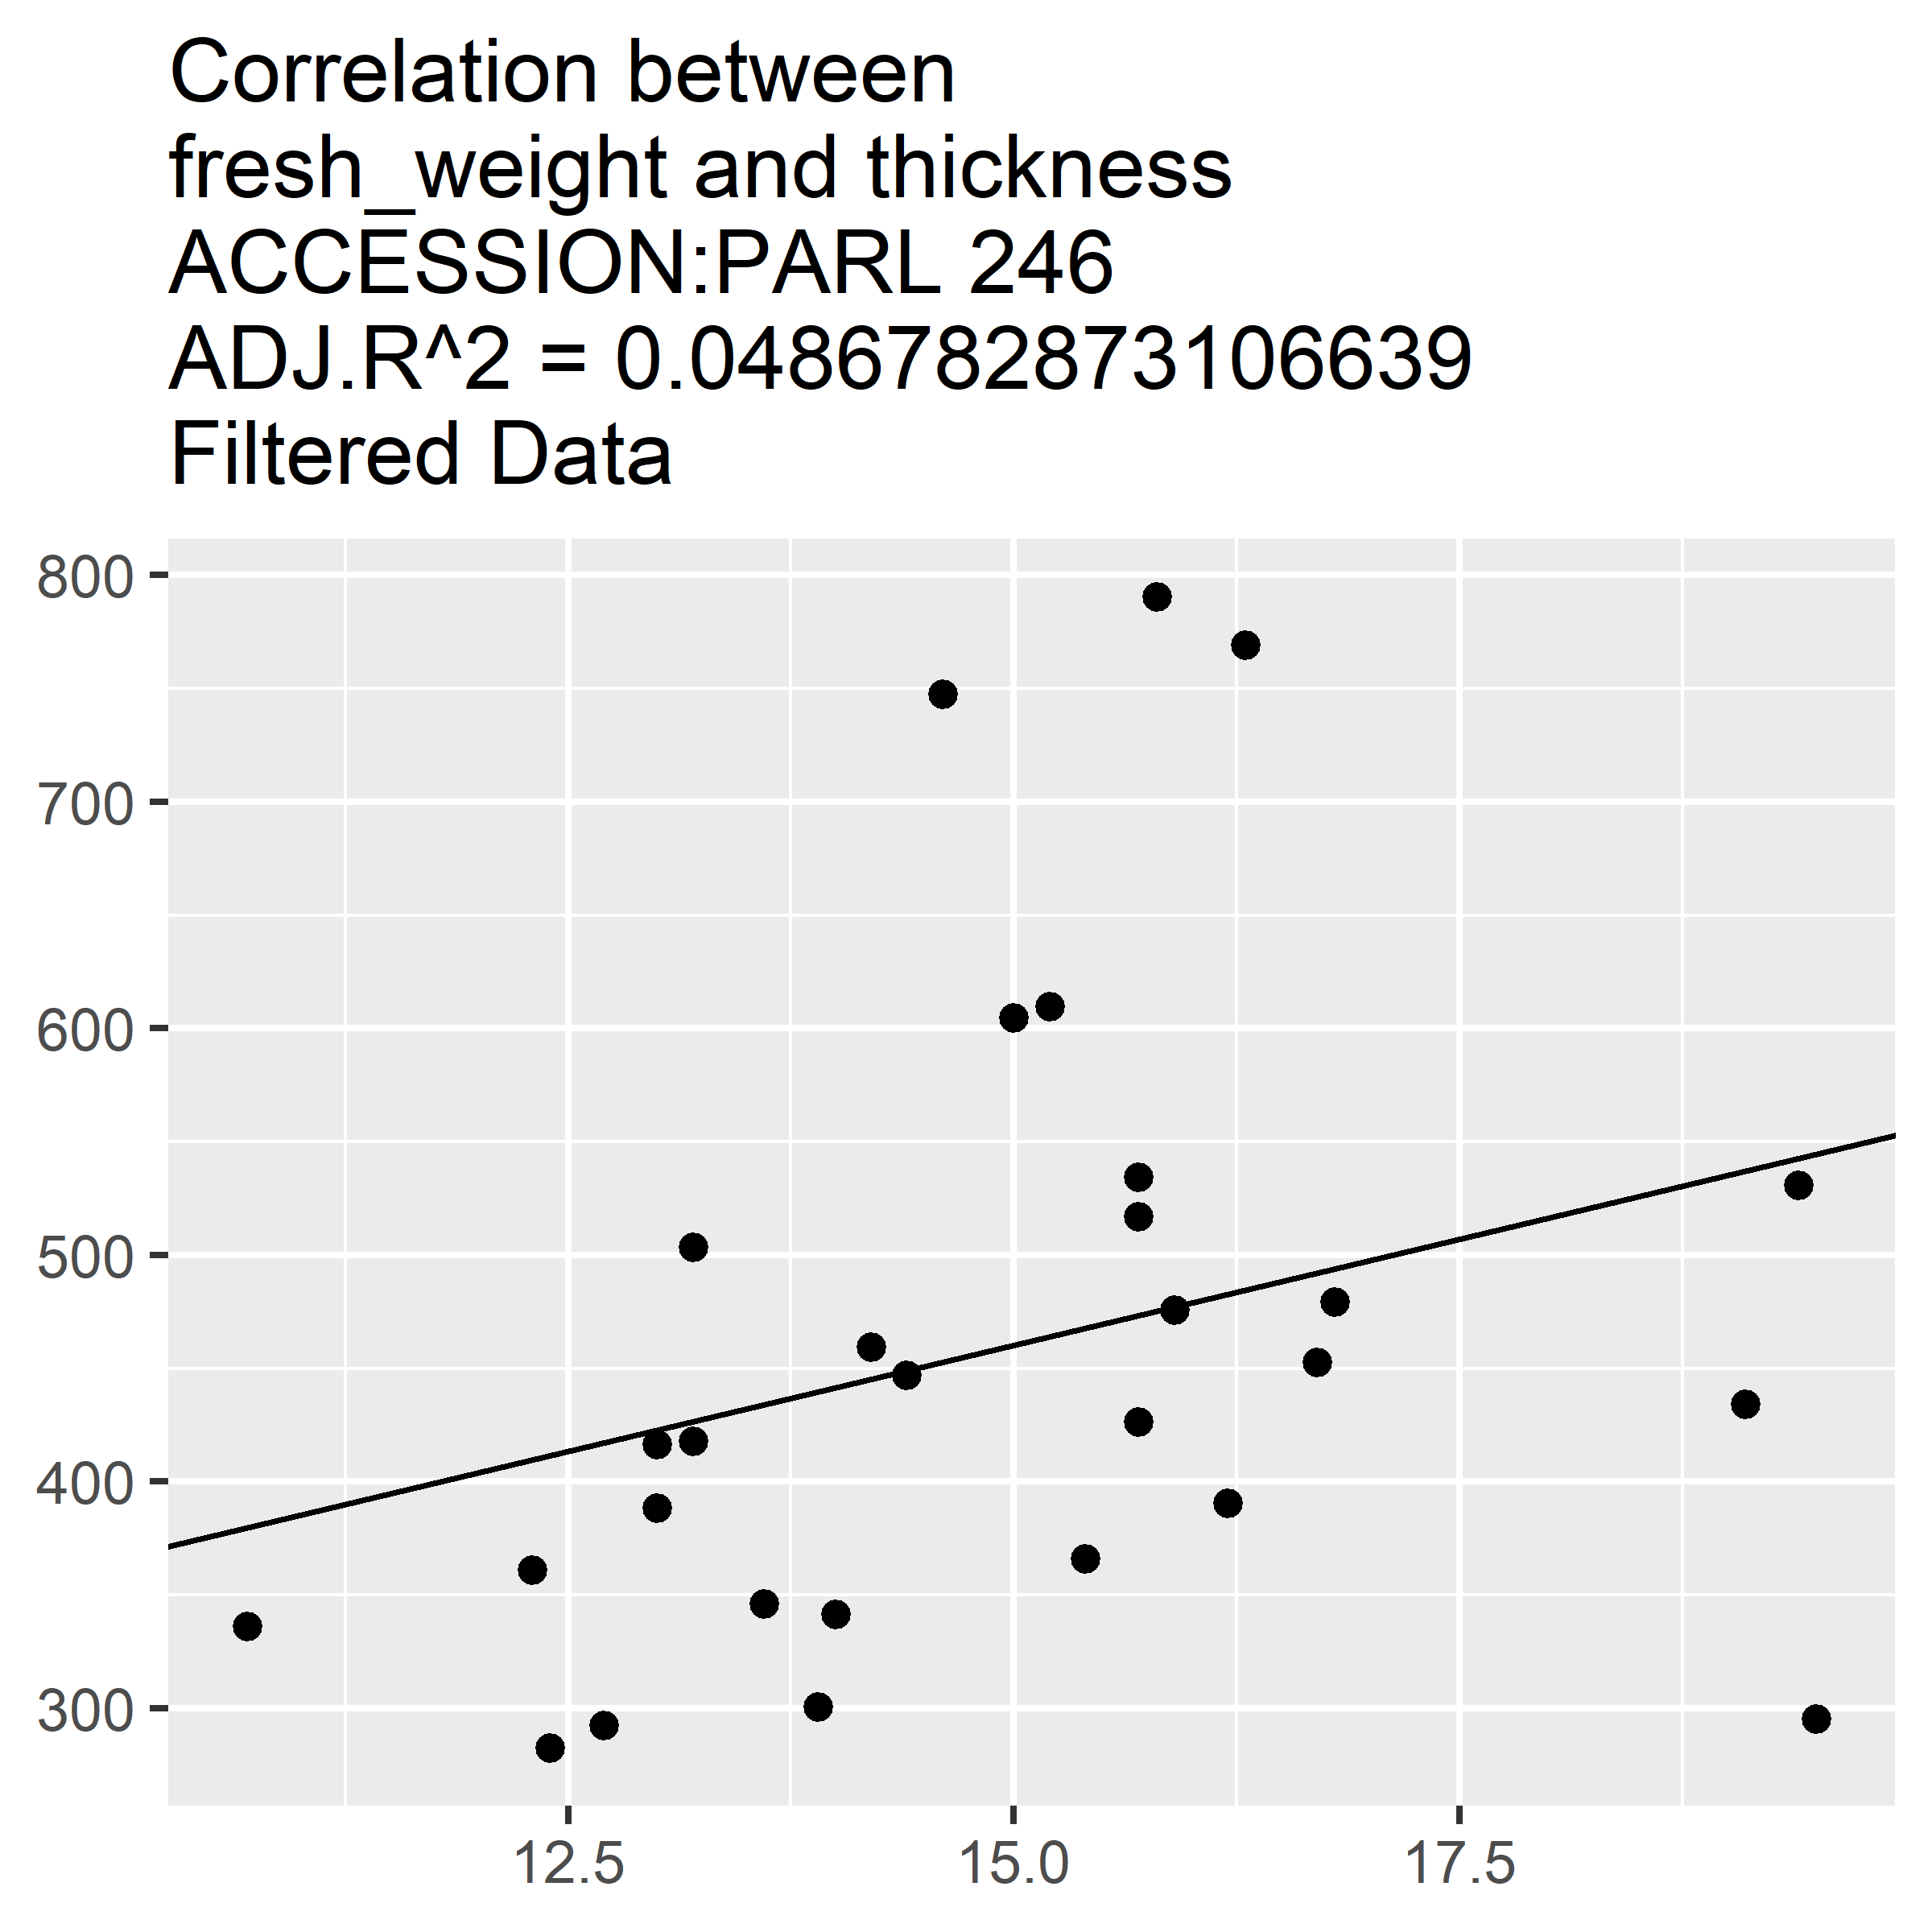 Correlation between
fresh_weight and thickness
ACCESSION:PARL 246
ADJ.R^2 = 0.0486782873106639
Filtered Data
800
700
600
500
400
300
12.5 15.0 17.5